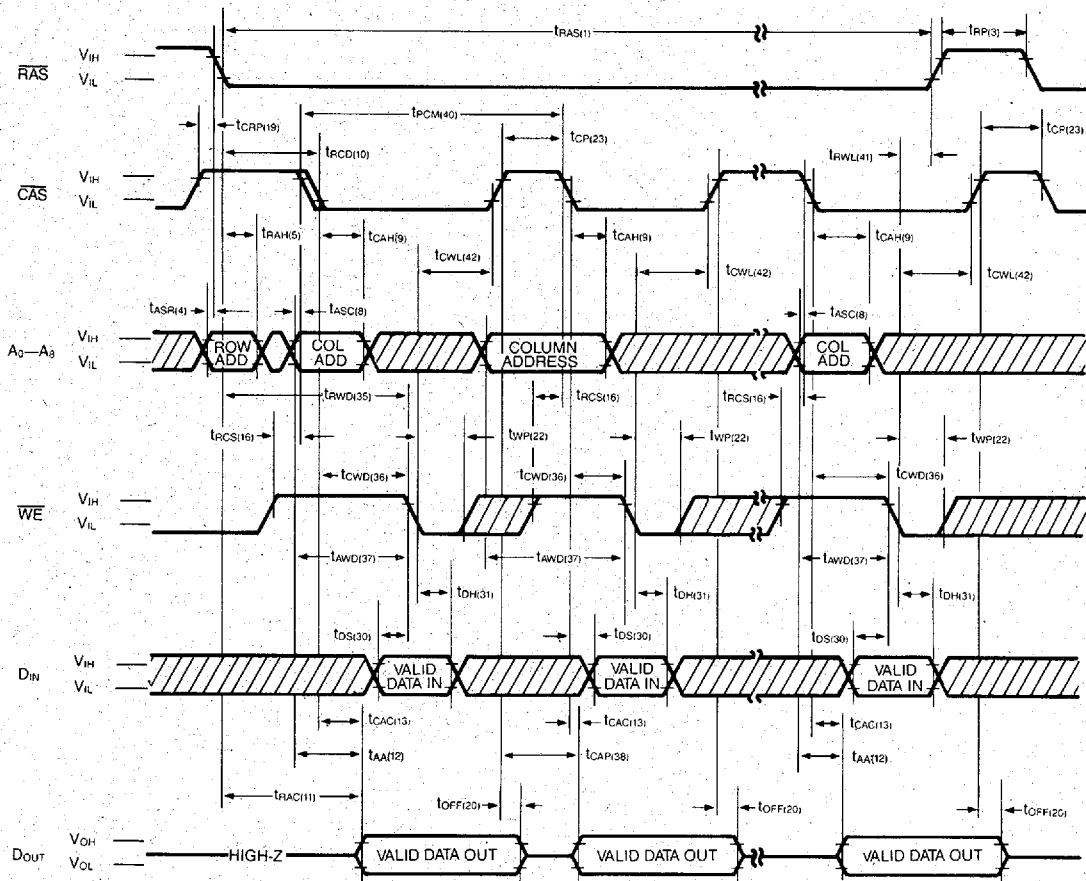 tRAS(1) tRP(3)
RAS VIH
VIL
tCRP(19) tPCM(40) tCP(23) tCP(23)
tRCD(10) tRWL(41)
CAS VIH
VIL
tRAH(5) tCAH(9) tCAH(9) tCAH(9)
tCWL(42) tCWL(42) tCWL(42)
tASR(4) tASC(8) tASC(8)
A0—A8 VIH
VIL
ROW ADD
COL ADD
COLUMN ADDRESS
COL ADD.
tRWD(35) tRCS(16) tRCS(16)
tRCS(16) tWP(22) tWP(22) tWP(22)
tCWD(36) tCWD(36) tCWD(36)
WE VIH
VIL
tAWD(37) tAWD(37) tAWD(37)
tDH(31) tDH(31) tDH(31)
tDS(30) tDS(30) tDS(30)
DIN VIH
VIL
VALID DATA IN
VALID DATA IN
VALID DATA IN
tCAC(13) tCAC(13) tCAC(13)
tAA(12) tCAP(38) tAA(12)
tRAC(11) tOFF(20) tOFF(20) tOFF(20)
DOUT VOH
VOL
HIGH-Z VALID DATA OUT VALID DATA OUT VALID DATA OUT